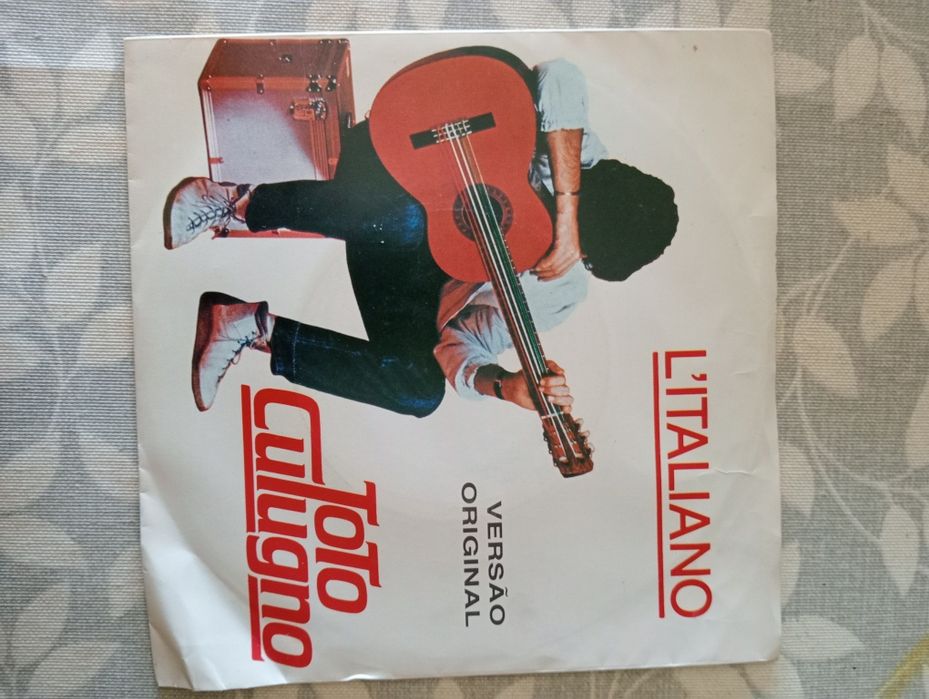 L'ITALIANO
VERSÃO
ORIGINAL
ToTo
CuTugno